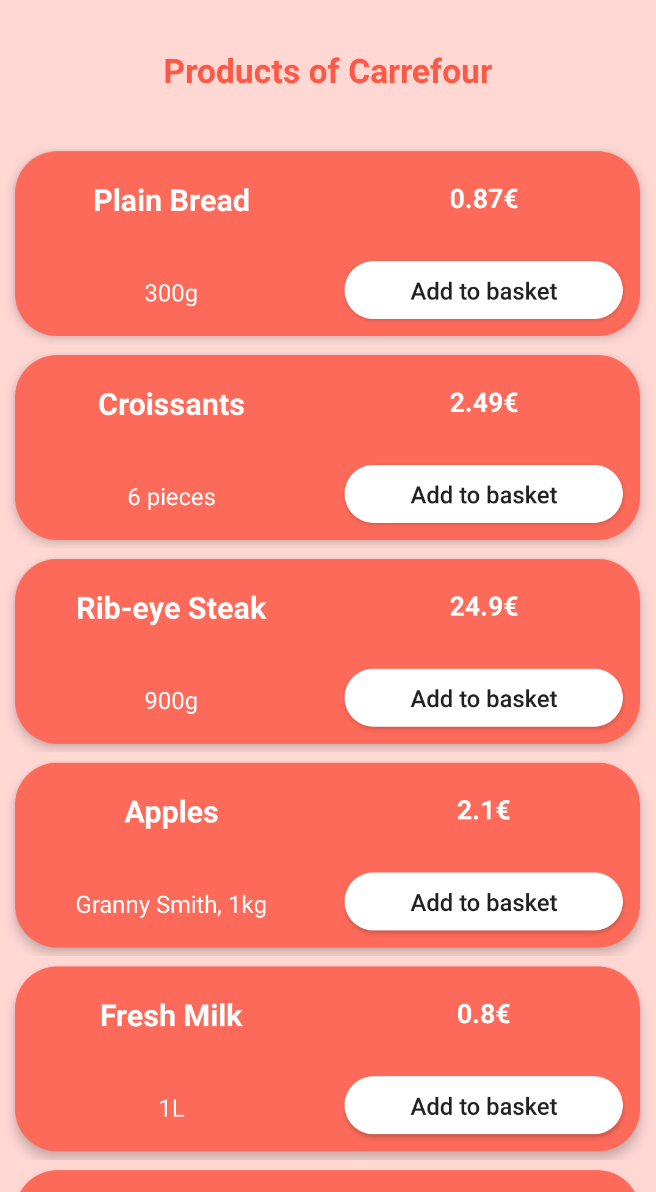 Products of Carrefour
Plain Bread
0.87€
300g
Add to basket
Croissants
2.49€
6 pieces
Add to basket
Rib-eye Steak
24.9€
900g
Add to basket
Apples
2.1€
Granny Smith, 1kg
Add to basket
Fresh Milk
0.8€
1L
Add to basket